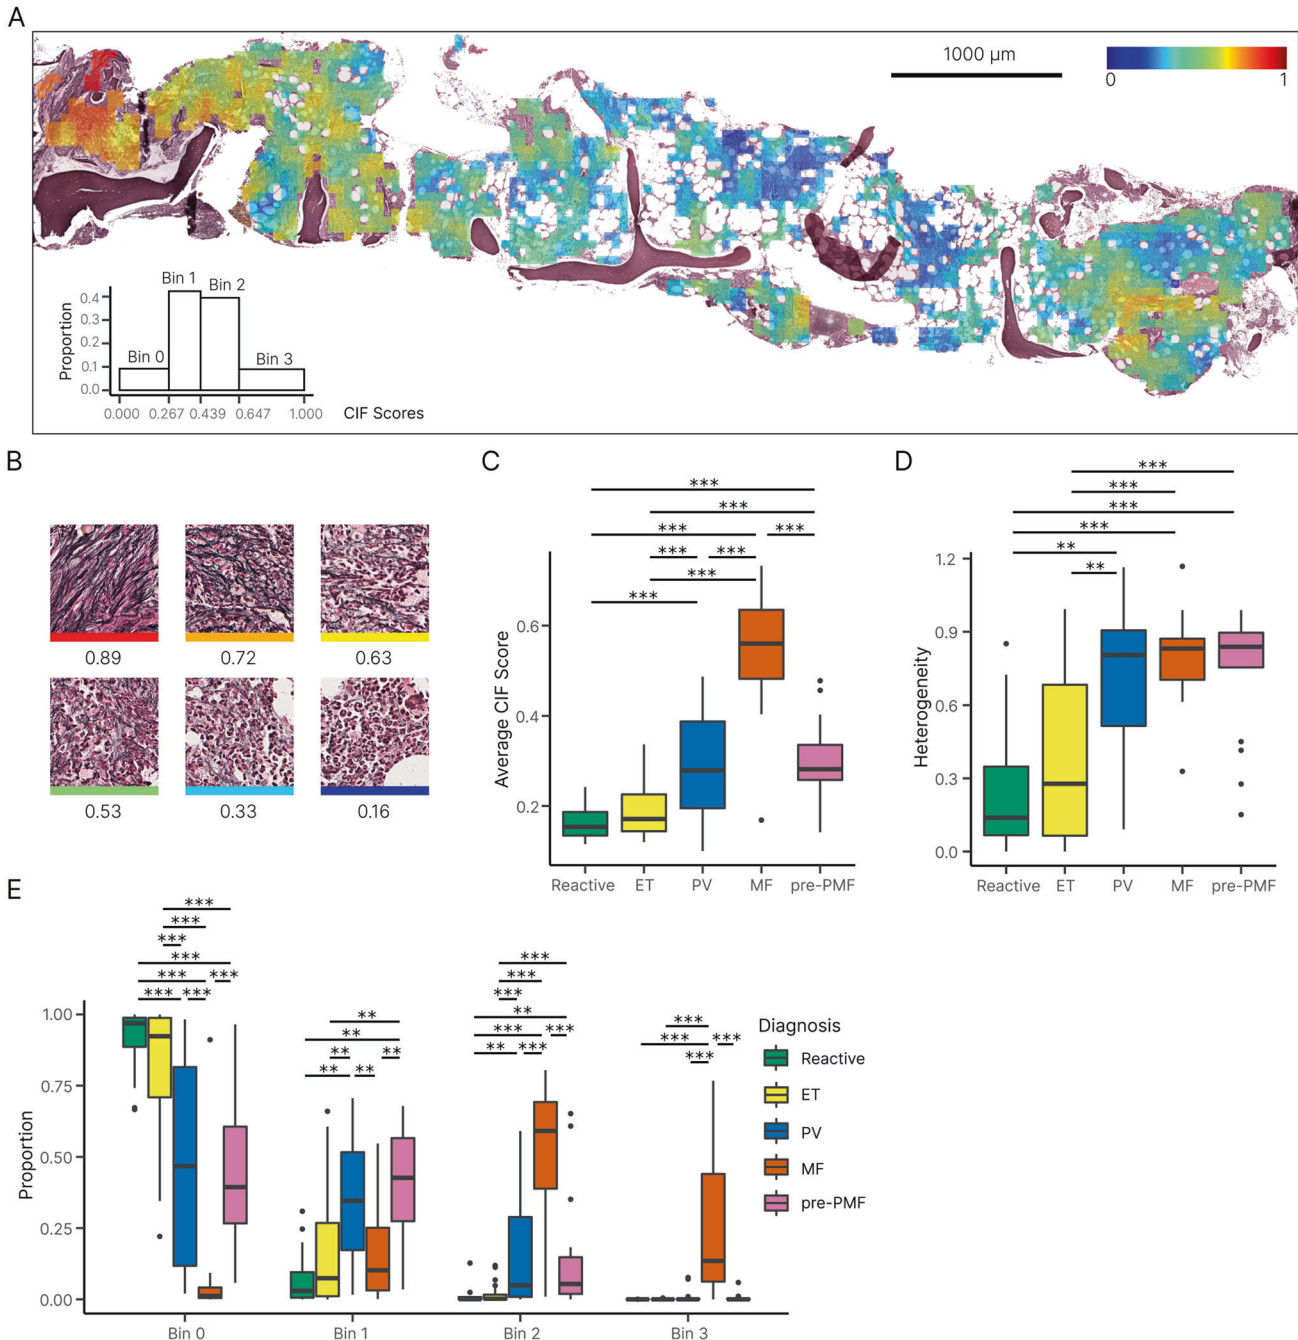 A
1000 μm
0 1
Proportion
0.4
0.3
0.2
0.1
0.0
Bin 0
Bin 1
Bin 2
Bin 3
0.000 0.267 0.439 0.647 1.000
CIF Scores
B
0.89 0.72 0.63
0.53 0.33 0.16
C
***
***
*** ***
*** ***
***
***
Average CIF Score
0.6
0.4
0.2
Reactive ET PV MF pre-PMF
D
***
***
***
***
**
**
Heterogeneity
1.2
0.9
0.6
0.3
0.0
Reactive ET PV MF pre-PMF
E
***
***
***
***
*** ***
*** ***
**
**
** **
** **
***
***
***
**
*** ***
** ***
***
*** ***
***
Proportion
1.00
0.75
0.50
0.25
0.00
Bin 0 Bin 1 Bin 2 Bin 3
Diagnosis
Reactive
ET
PV
MF
pre-PMF